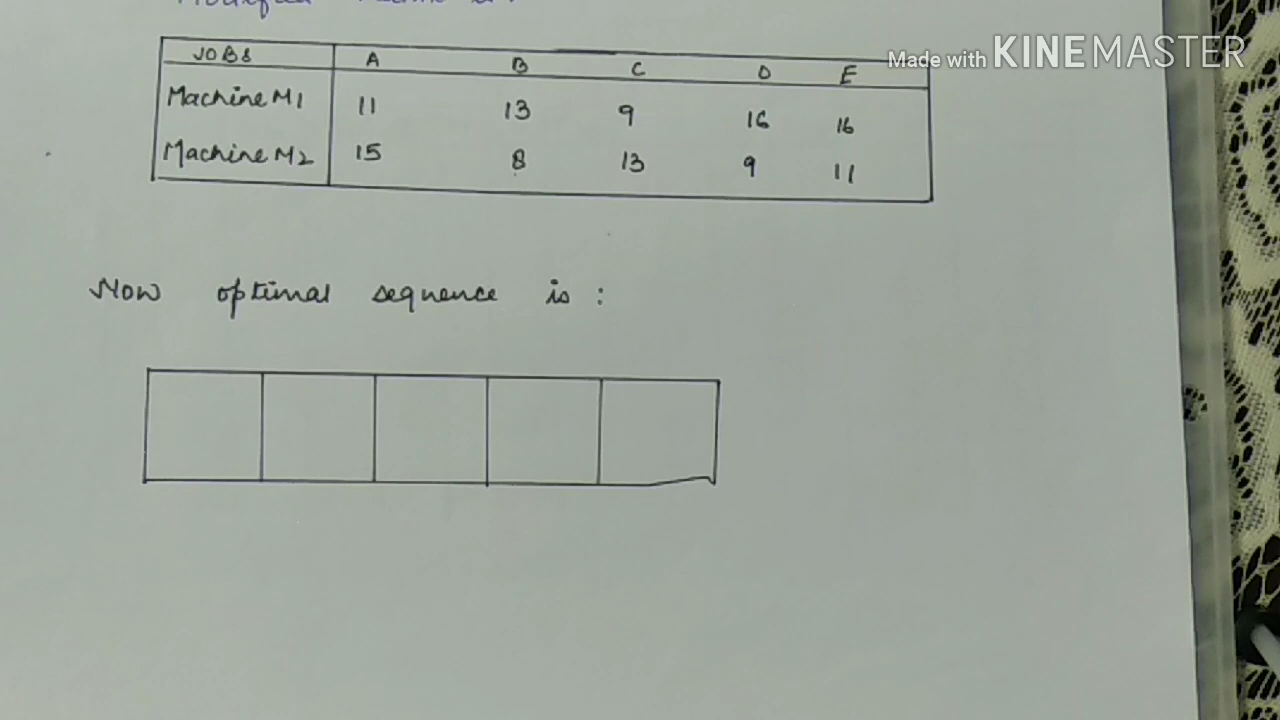 Made with KINEMASTER
JOBS A B C D E
Machine M1 11 13 9 16 16
Machine M2 15 8 13 9 11
Now optimal sequence is :